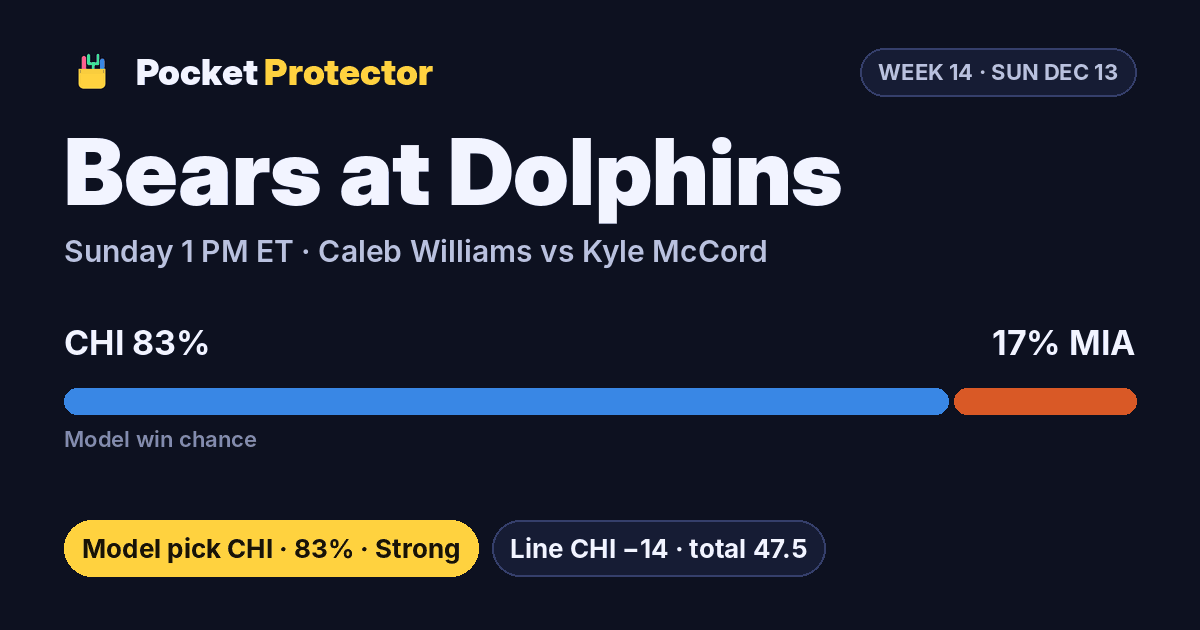 Pocket Protector
WEEK 14 · SUN DEC 13
Bears at Dolphins
Sunday 1 PM ET · Caleb Williams vs Kyle McCord
CHI 83%
17% MIA
Model win chance
Model pick CHI · 83% · Strong
Line CHI −14 · total 47.5